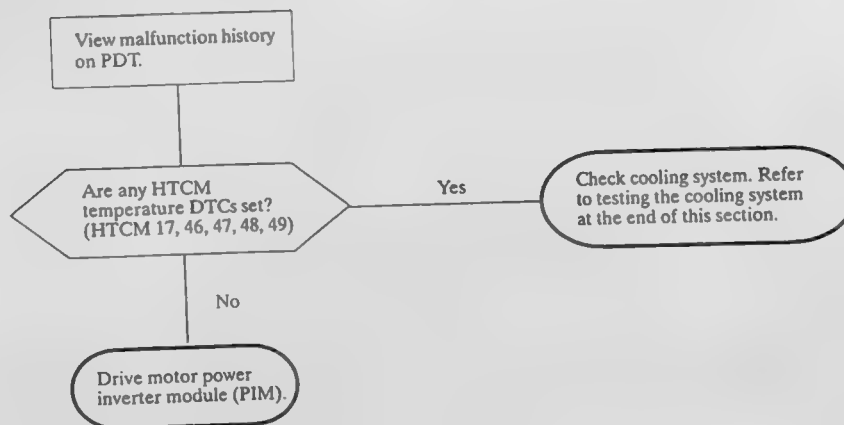 View malfunction history
on PDT.
Are any HTCM
temperature DTCs set?
(HTCM 17, 46, 47, 48, 49)
Yes
Check cooling system. Refer
to testing the cooling system
at the end of this section.
No
Drive motor power
inverter module (PIM).